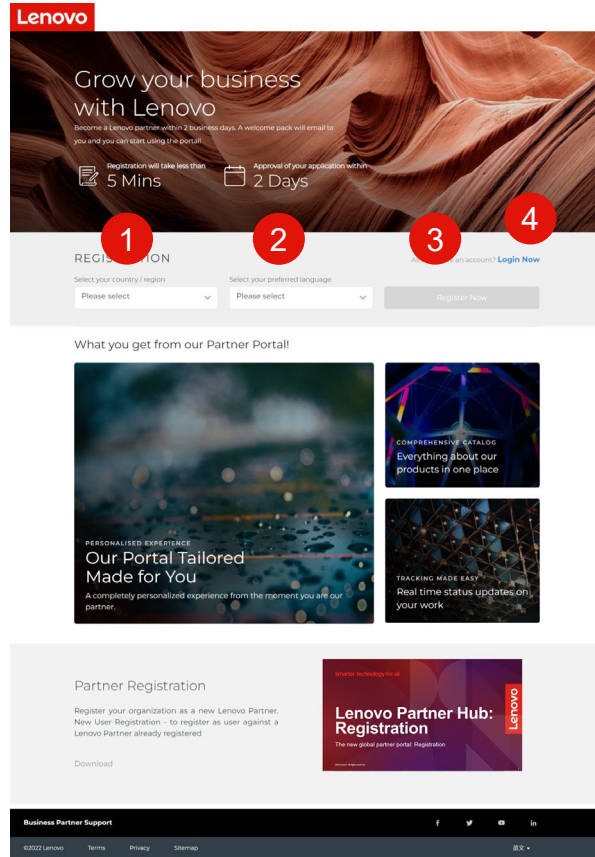 Lenovo
Grow your business
with Lenovo
Become a Lenovo partner within 2 business days. A welcome pack will email to
you and you can start using the portal!
Registration will take less than
5 Mins
Approval of your application within
2 Days
1
2
3
4
REGIS ION
an account? Login Now
Select your country / region
Select your preferred language
Please select
Please select
Register Now
What you get from our Partner Portal!
PERSONALISED EXPERIENCE
Our Portal Tailored
Made for You
A completely personalized experience from the moment you are our
partner.
COMPREHENSIVE CATALOG
Everything about our
products in one place
TRACKING MADE EASY
Real time status updates on
your work
Partner Registration
Register your organization as a new Lenovo Partner.
New User Registration - to register as user against a
Lenovo Partner already registered
Download
Smarter technology for all
Lenovo Partner Hub:
Registration
The new global partner portal: Registration
Lenovo
Business Partner Support
©2022 Lenovo
Terms
Privacy
Sitemap
英文